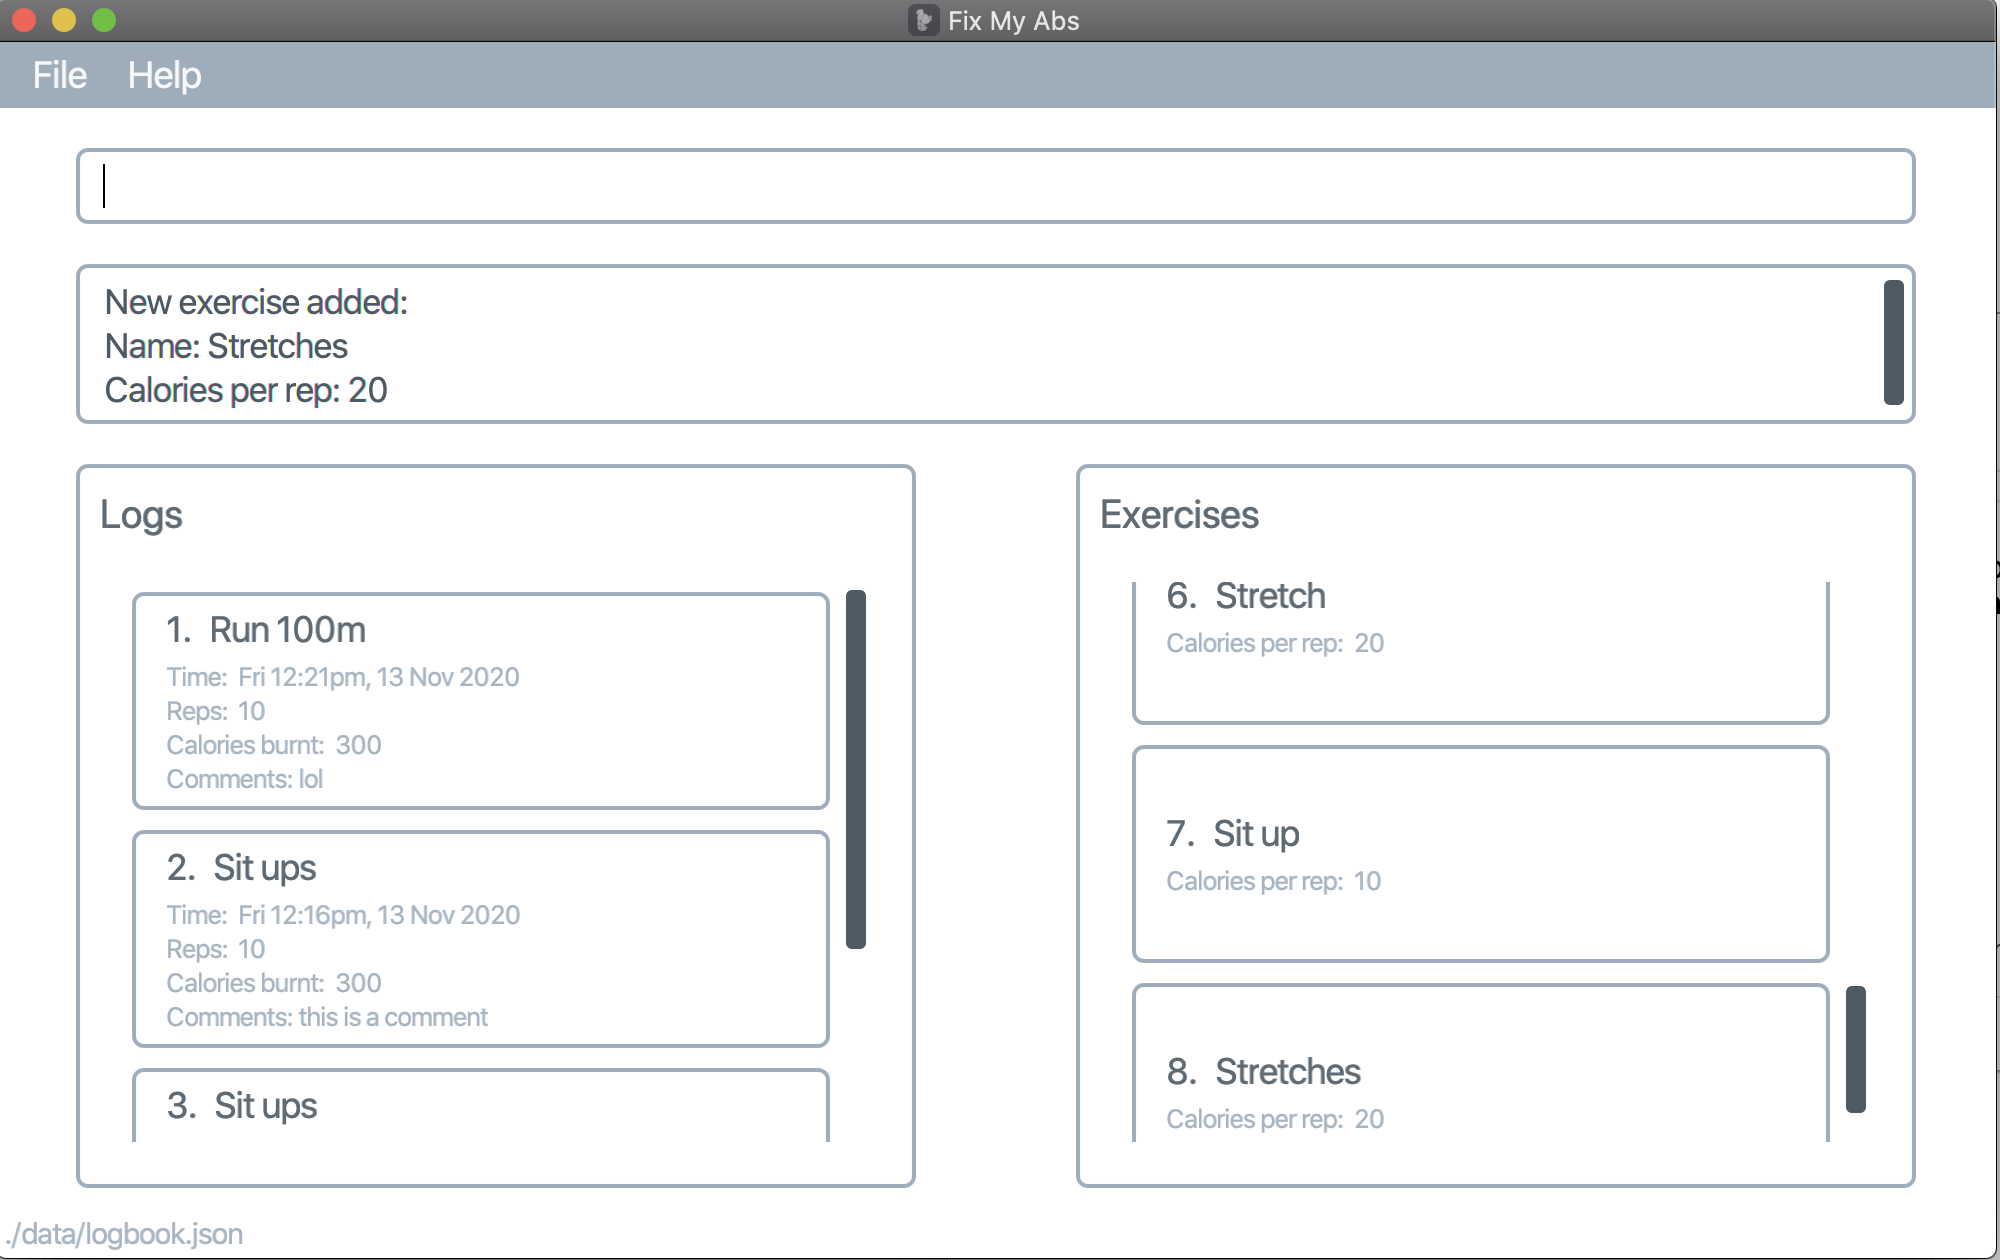 Fix My Abs
File Help
New exercise added:
Name: Stretches
Calories per rep: 20
Logs
1. Run 100m
Time: Fri 12:21pm, 13 Nov 2020
Reps: 10
Calories burnt: 300
Comments: lol
2. Sit ups
Time: Fri 12:16pm, 13 Nov 2020
Reps: 10
Calories burnt: 300
Comments: this is a comment
3. Sit ups
Exercises
6. Stretch
Calories per rep: 20
7. Sit up
Calories per rep: 10
8. Stretches
Calories per rep: 20
./data/logbook.json